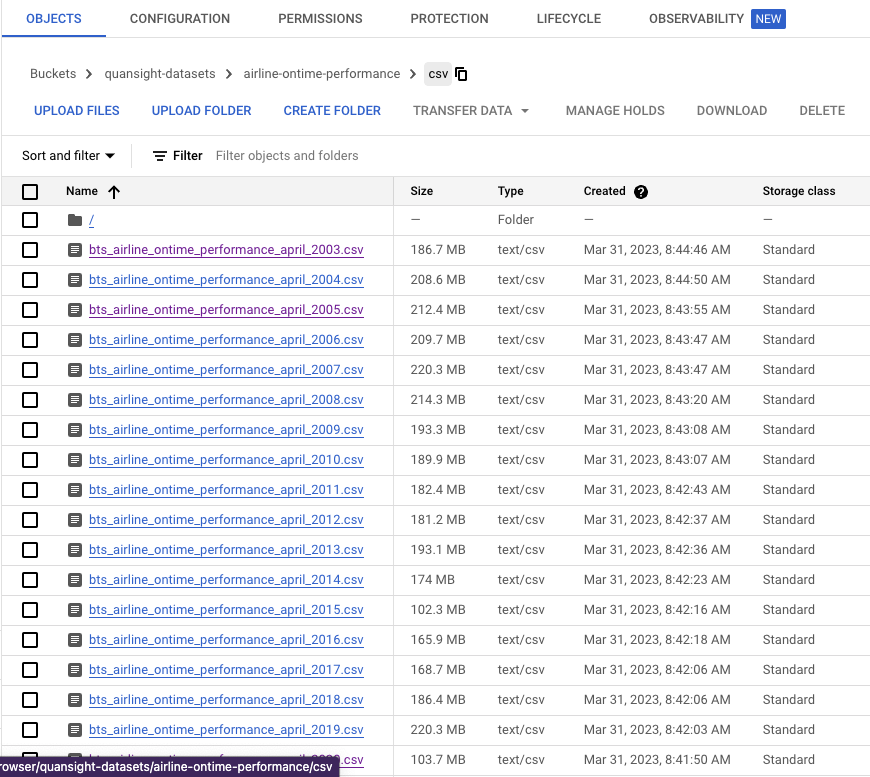 OBJECTS CONFIGURATION PERMISSIONS PROTECTION LIFECYCLE OBSERVABILITY NEW
Buckets > quansight-datasets > airline-ontime-performance > csv
UPLOAD FILES UPLOAD FOLDER CREATE FOLDER TRANSFER DATA MANAGE HOLDS DOWNLOAD DELETE
Sort and filter Filter Filter objects and folders
Name Size Type Created ? Storage class
/ — Folder — —
bts_airline_ontime_performance_april_2003.csv 186.7 MB text/csv Mar 31, 2023, 8:44:46 AM Standard
bts_airline_ontime_performance_april_2004.csv 208.6 MB text/csv Mar 31, 2023, 8:44:50 AM Standard
bts_airline_ontime_performance_april_2005.csv 212.4 MB text/csv Mar 31, 2023, 8:43:55 AM Standard
bts_airline_ontime_performance_april_2006.csv 209.7 MB text/csv Mar 31, 2023, 8:43:47 AM Standard
bts_airline_ontime_performance_april_2007.csv 220.3 MB text/csv Mar 31, 2023, 8:43:47 AM Standard
bts_airline_ontime_performance_april_2008.csv 214.3 MB text/csv Mar 31, 2023, 8:43:20 AM Standard
bts_airline_ontime_performance_april_2009.csv 193.3 MB text/csv Mar 31, 2023, 8:43:08 AM Standard
bts_airline_ontime_performance_april_2010.csv 189.9 MB text/csv Mar 31, 2023, 8:43:07 AM Standard
bts_airline_ontime_performance_april_2011.csv 182.4 MB text/csv Mar 31, 2023, 8:42:43 AM Standard
bts_airline_ontime_performance_april_2012.csv 181.2 MB text/csv Mar 31, 2023, 8:42:37 AM Standard
bts_airline_ontime_performance_april_2013.csv 193.1 MB text/csv Mar 31, 2023, 8:42:36 AM Standard
bts_airline_ontime_performance_april_2014.csv 174 MB text/csv Mar 31, 2023, 8:42:23 AM Standard
bts_airline_ontime_performance_april_2015.csv 102.3 MB text/csv Mar 31, 2023, 8:42:16 AM Standard
bts_airline_ontime_performance_april_2016.csv 165.9 MB text/csv Mar 31, 2023, 8:42:18 AM Standard
bts_airline_ontime_performance_april_2017.csv 168.7 MB text/csv Mar 31, 2023, 8:42:06 AM Standard
bts_airline_ontime_performance_april_2018.csv 186.4 MB text/csv Mar 31, 2023, 8:42:06 AM Standard
bts_airline_ontime_performance_april_2019.csv 220.3 MB text/csv Mar 31, 2023, 8:42:03 AM Standard
.csv 103.7 MB text/csv Mar 31, 2023, 8:41:50 AM Standard
rowser/quansight-datasets/airline-ontime-performance/csv